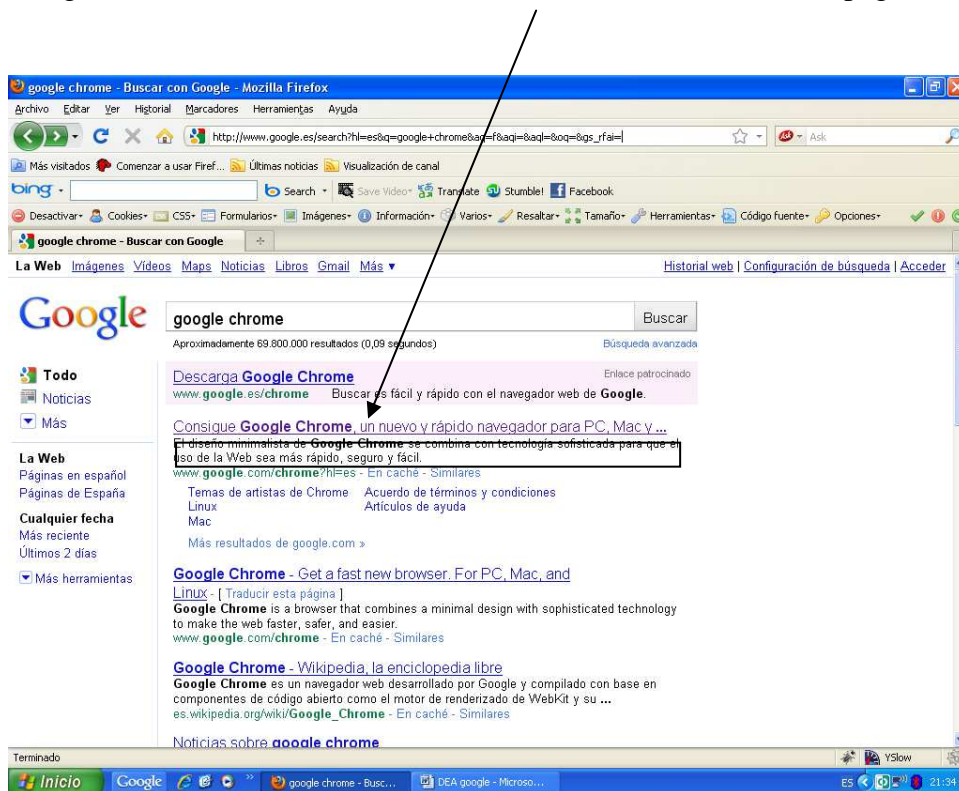 google chrome - Buscar con Google - Mozilla Firefox
Archivo Editar Ver Historial Marcadores Herramientas Ayuda
http://www.google.es/search?hl=es&q=google+chrome&aq=f&aqi=&aql=&oq=&gs_rfai= Ask
Más visitados Comenzar a usar Firef... Últimas noticias Visualización de canal
bing Search Save Video Translate Stumble! Facebook
Desactivar Cookies CSS Formularios Imágenes Información Varios Resaltar Tamaño Herramientas Código fuente Opciones
google chrome - Buscar con Google
La Web Imágenes Vídeos Maps Noticias Libros Gmail Más ▼ Historial web | Configuración de búsqueda | Acceder
Google google chrome Buscar
Aproximadamente 69.800.000 resultados (0,09 segundos) Búsqueda avanzada
Todo
Noticias
Más
La Web
Páginas en español
Páginas de España
Cualquier fecha
Más reciente
Últimos 2 días
Más herramientas
Descarga Google Chrome Enlace patrocinado
www.google.es/chrome Buscar es fácil y rápido con el navegador web de Google.
Consigue Google Chrome, un nuevo y rápido navegador para PC, Mac y ...
El diseño minimalista de Google Chrome se combina con tecnología sofisticada para que el
uso de la Web sea más rápido, seguro y fácil.
www.google.com/chrome?hl=es - En caché - Similares
Temas de artistas de Chrome Acuerdo de términos y condiciones
Linux Artículos de ayuda
Mac
Más resultados de google.com »
Google Chrome - Get a fast new browser. For PC, Mac, and
Linux - [ Traducir esta página ]
Google Chrome is a browser that combines a minimal design with sophisticated technology
to make the web faster, safer, and easier.
www.google.com/chrome - En caché - Similares
Google Chrome - Wikipedia, la enciclopedia libre
Google Chrome es un navegador web desarrollado por Google y compilado con base en
componentes de código abierto como el motor de renderizado de WebKit y su ...
es.wikipedia.org/wiki/Google_Chrome - En caché - Similares
Noticias sobre google chrome
Terminado YSlow
Inicio Google google chrome - Busc... DEA google - Microso... ES 21:34